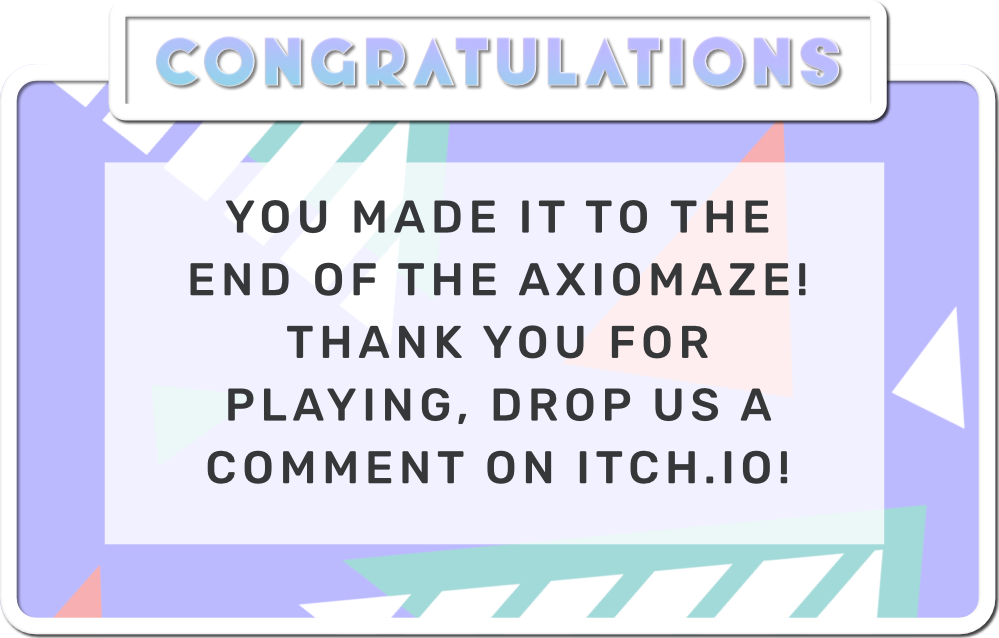 CONGRATULATIONS
YOU MADE IT TO THE
END OF THE AXIOMAZE!
THANK YOU FOR
PLAYING, DROP US A
COMMENT ON ITCH.IO!